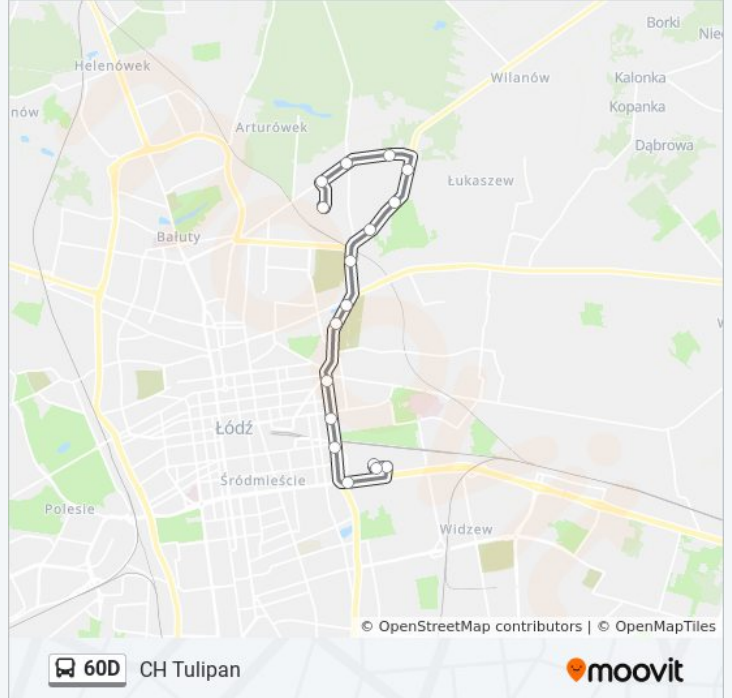 Borki
Nie
Helenówek
Wilanów
Kalonka
nów
Kopanka
Arturówek
Dąbrowa
Łukaszew
Bałuty
W
Łódź
Śródmieście
Polesie
Widzew
© OpenStreetMap contributors | © OpenMapTiles
60D CH Tulipan
moovit